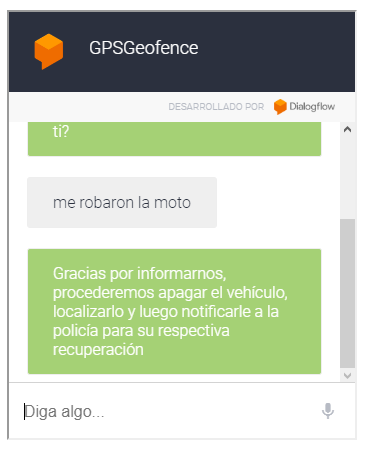 GPSGeofence
DESARROLLADO POR Dialogflow
ti?
me robaron la moto
Gracias por informarnos,
procederemos apagar el vehículo,
localizarlo y luego notificarle a la
policía para su respectiva
recuperación
Diga algo...